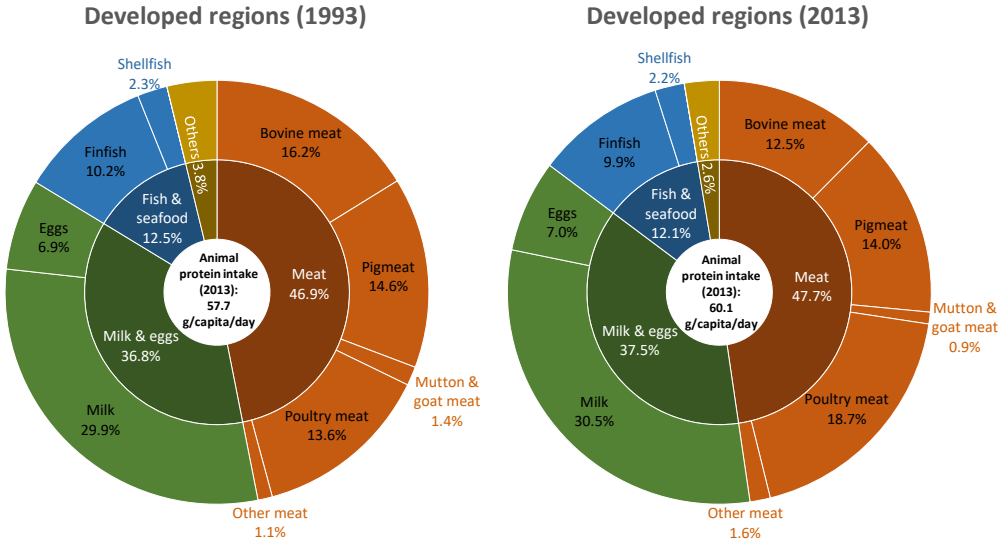 Developed regions (1993)
Shellfish
2.3%
Others 3.8%
Bovine meat
16.2%
Finfish
10.2%
Fish &
seafood
12.5%
Eggs
6.9%
Animal
protein intake
(2013):
57.7
g/capita/day
Meat
46.9%
Pigmeat
14.6%
Milk & eggs
36.8%
Mutton &
goat meat
1.4%
Milk
29.9%
Poultry meat
13.6%
Other meat
1.1%
Developed regions (2013)
Shellfish
2.2%
Others 2.6%
Bovine meat
12.5%
Finfish
9.9%
Fish &
seafood
12.1%
Eggs
7.0%
Animal
protein intake
(2013):
60.1
g/capita/day
Meat
47.7%
Pigmeat
14.0%
Milk & eggs
37.5%
Mutton &
goat meat
0.9%
Milk
30.5%
Poultry meat
18.7%
Other meat
1.6%